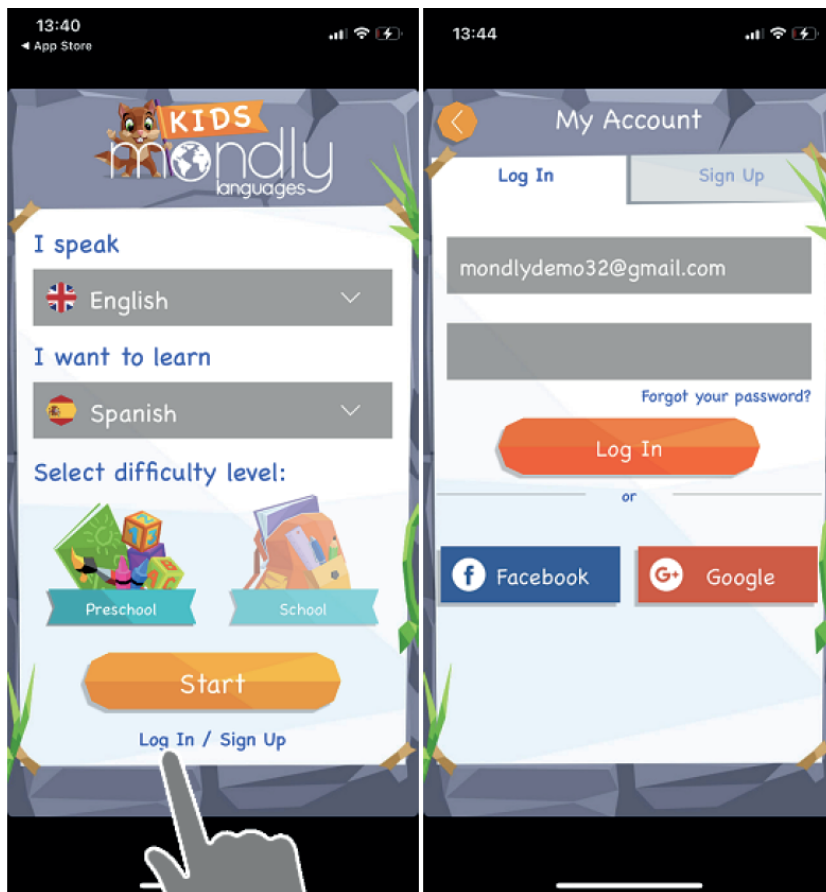 13:40
◀ App Store
KIDS
mondly
languages
I speak
English
I want to learn
Spanish
Select difficulty level:
Preschool
School
Start
Log In / Sign Up
13:44
My Account
Log In
Sign Up
mondlydemo32@gmail.com
Forgot your password?
Log In
or
f Facebook
G+ Google